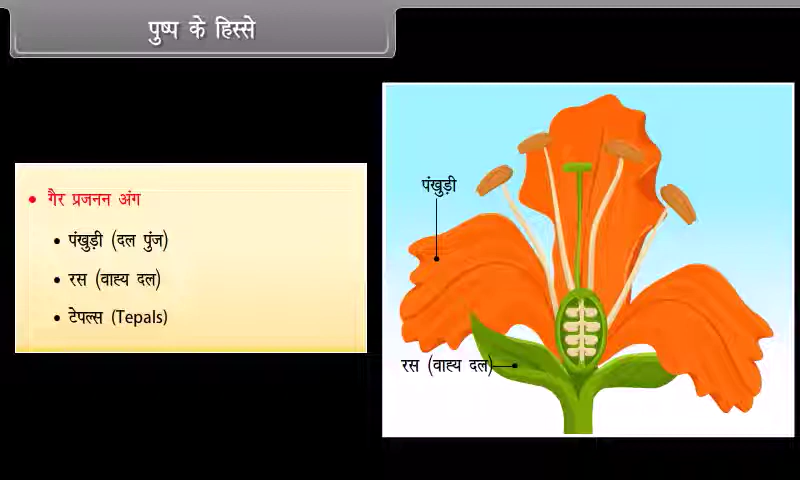 पुष्प के हिस्से
गैर प्रजनन अंग
पंखुड़ी (दल पुंज)
रस (वाह्य दल)
टेपल्स (Tepals)
पंखुड़ी
रस (वाह्य दल)